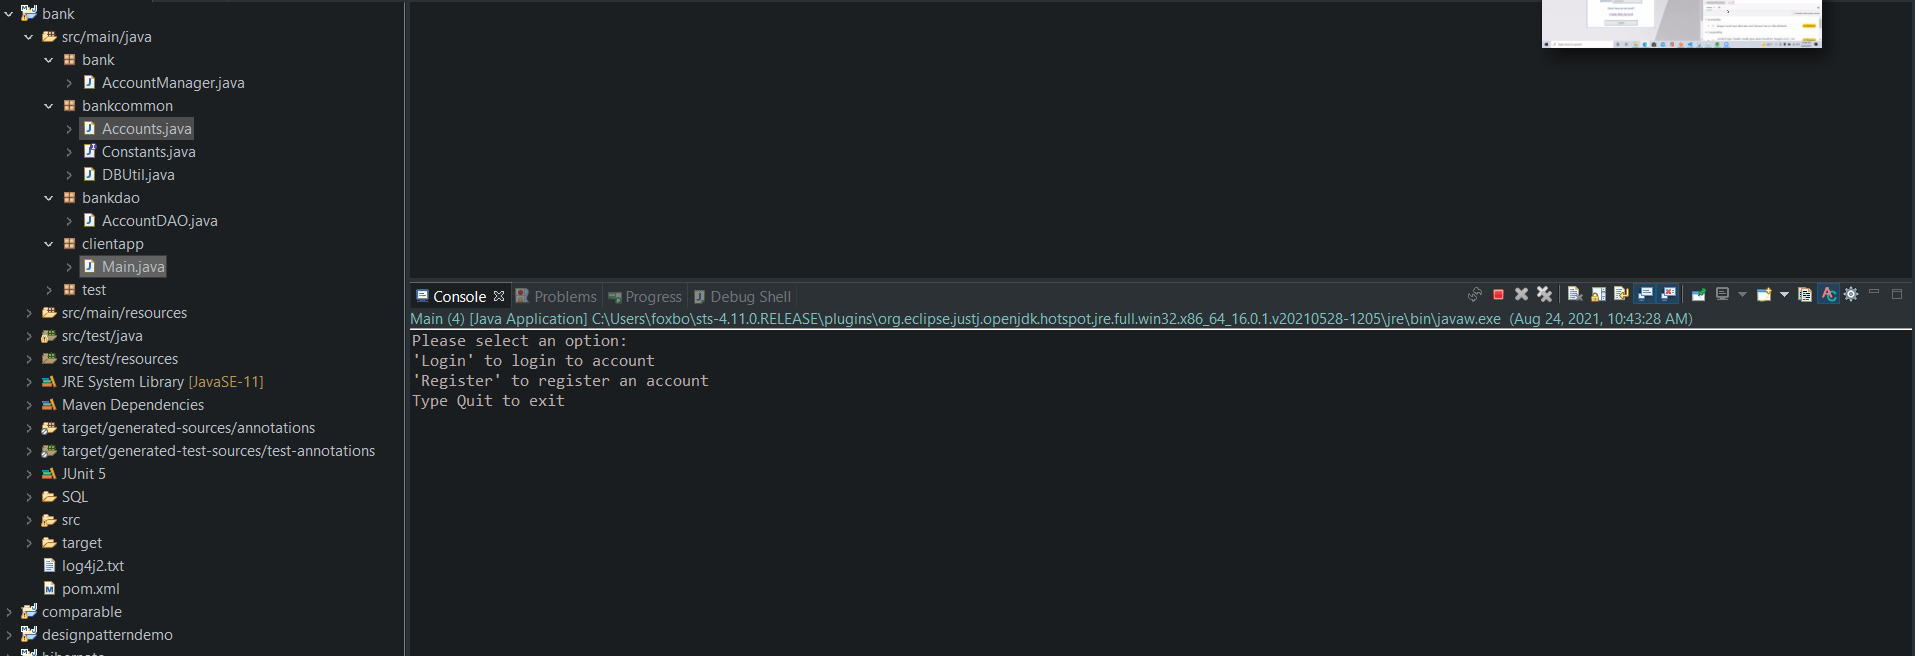 bank
src/main/java
bank
AccountManager.java
bankcommon
Accounts.java
Constants.java
DBUtil.java
bankdao
AccountDAO.java
clientapp
Main.java
test
src/main/resources
src/test/java
src/test/resources
JRE System Library [JavaSE-11]
Maven Dependencies
target/generated-sources/annotations
target/generated-test-sources/test-annotations
JUnit 5
SQL
src
target
log4j2.txt
pom.xml
comparable
designpatterndemo
Console Problems Progress Debug Shell
Main (4) [Java Application] C:\Users\foxbo\sts-4.11.0.RELEASE\plugins\org.eclipse.justj.openjdk.hotspot.jre.full.win32.x86_64_16.0.1.v20210528-1205\jre\bin\javaw.exe (Aug 24, 2021, 10:43:28 AM)
Please select an option:
'Login' to login to account
'Register' to register an account
Type Quit to exit